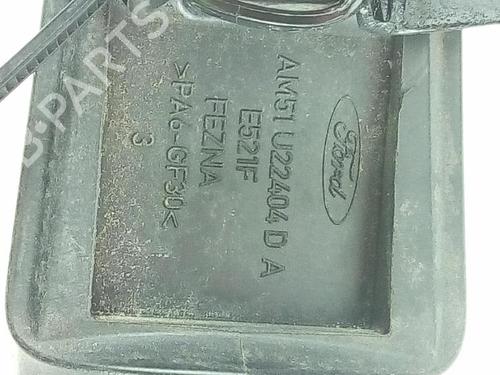 Ford
AM51 U22404 D A
E521F
FEZNA
>PA6-GF30<
3
B-PARTS